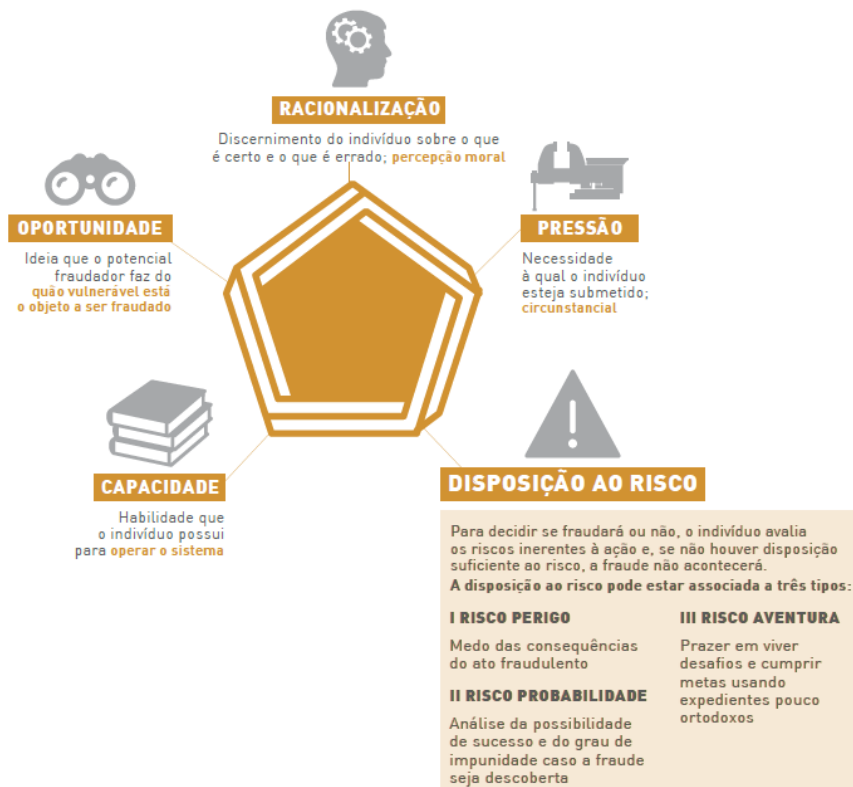 RACIONALIZAÇÃO
Discernimento do indivíduo sobre o que
é certo e o que é errado; percepção moral
OPORTUNIDADE
Ideia que o potencial
fraudador faz do
quão vulnerável está
o objeto a ser fraudado
PRESSÃO
Necessidade
à qual o indivíduo
esteja submetido;
circunstancial
CAPACIDADE
Habilidade que
o indivíduo possui
para operar o sistema
DISPOSIÇÃO AO RISCO
Para decidir se fraudará ou não, o indivíduo avalia
os riscos inerentes à ação e, se não houver disposição
suficiente ao risco, a fraude não acontecerá.
A disposição ao risco pode estar associada a três tipos:
I RISCO PERIGO
Medo das consequências
do ato fraudulento
II RISCO PROBABILIDADE
Análise da possibilidade
de sucesso e do grau de
impunidade caso a fraude
seja descoberta
III RISCO AVENTURA
Prazer em viver
desafios e cumprir
metas usando
expedientes pouco
ortodoxos